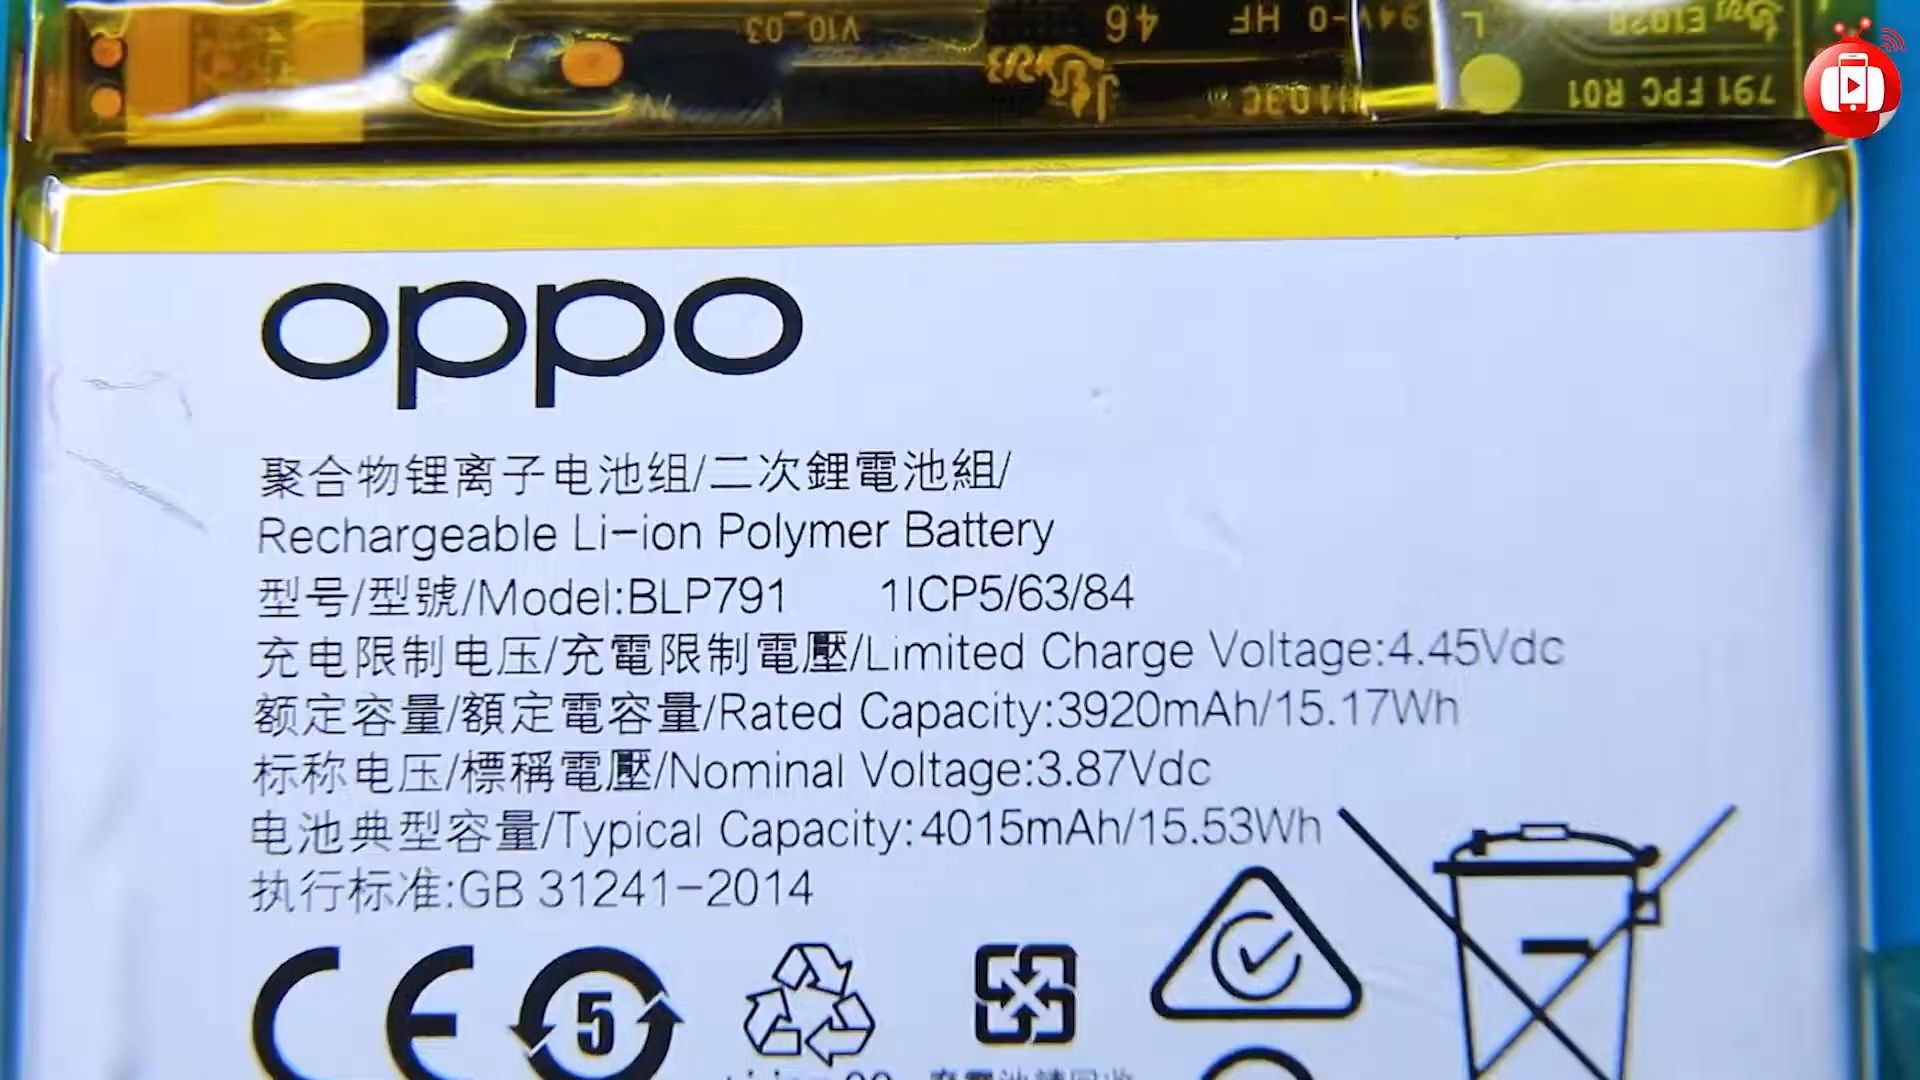 V10_03
46
94V-0 HF
L
E102B
791 FPC R01
oppo
聚合物锂离子电池组/二次鋰電池組/
Rechargeable Li-ion Polymer Battery
型号/型號/Model:BLP791 1ICP5/63/84
充电限制电压/充電限制電壓/Limited Charge Voltage:4.45Vdc
额定容量/額定電容量/Rated Capacity:3920mAh/15.17Wh
标称电压/標稱電壓/Nominal Voltage:3.87Vdc
电池典型容量/Typical Capacity:4015mAh/15.53Wh
执行标准:GB 31241-2014
CE
5